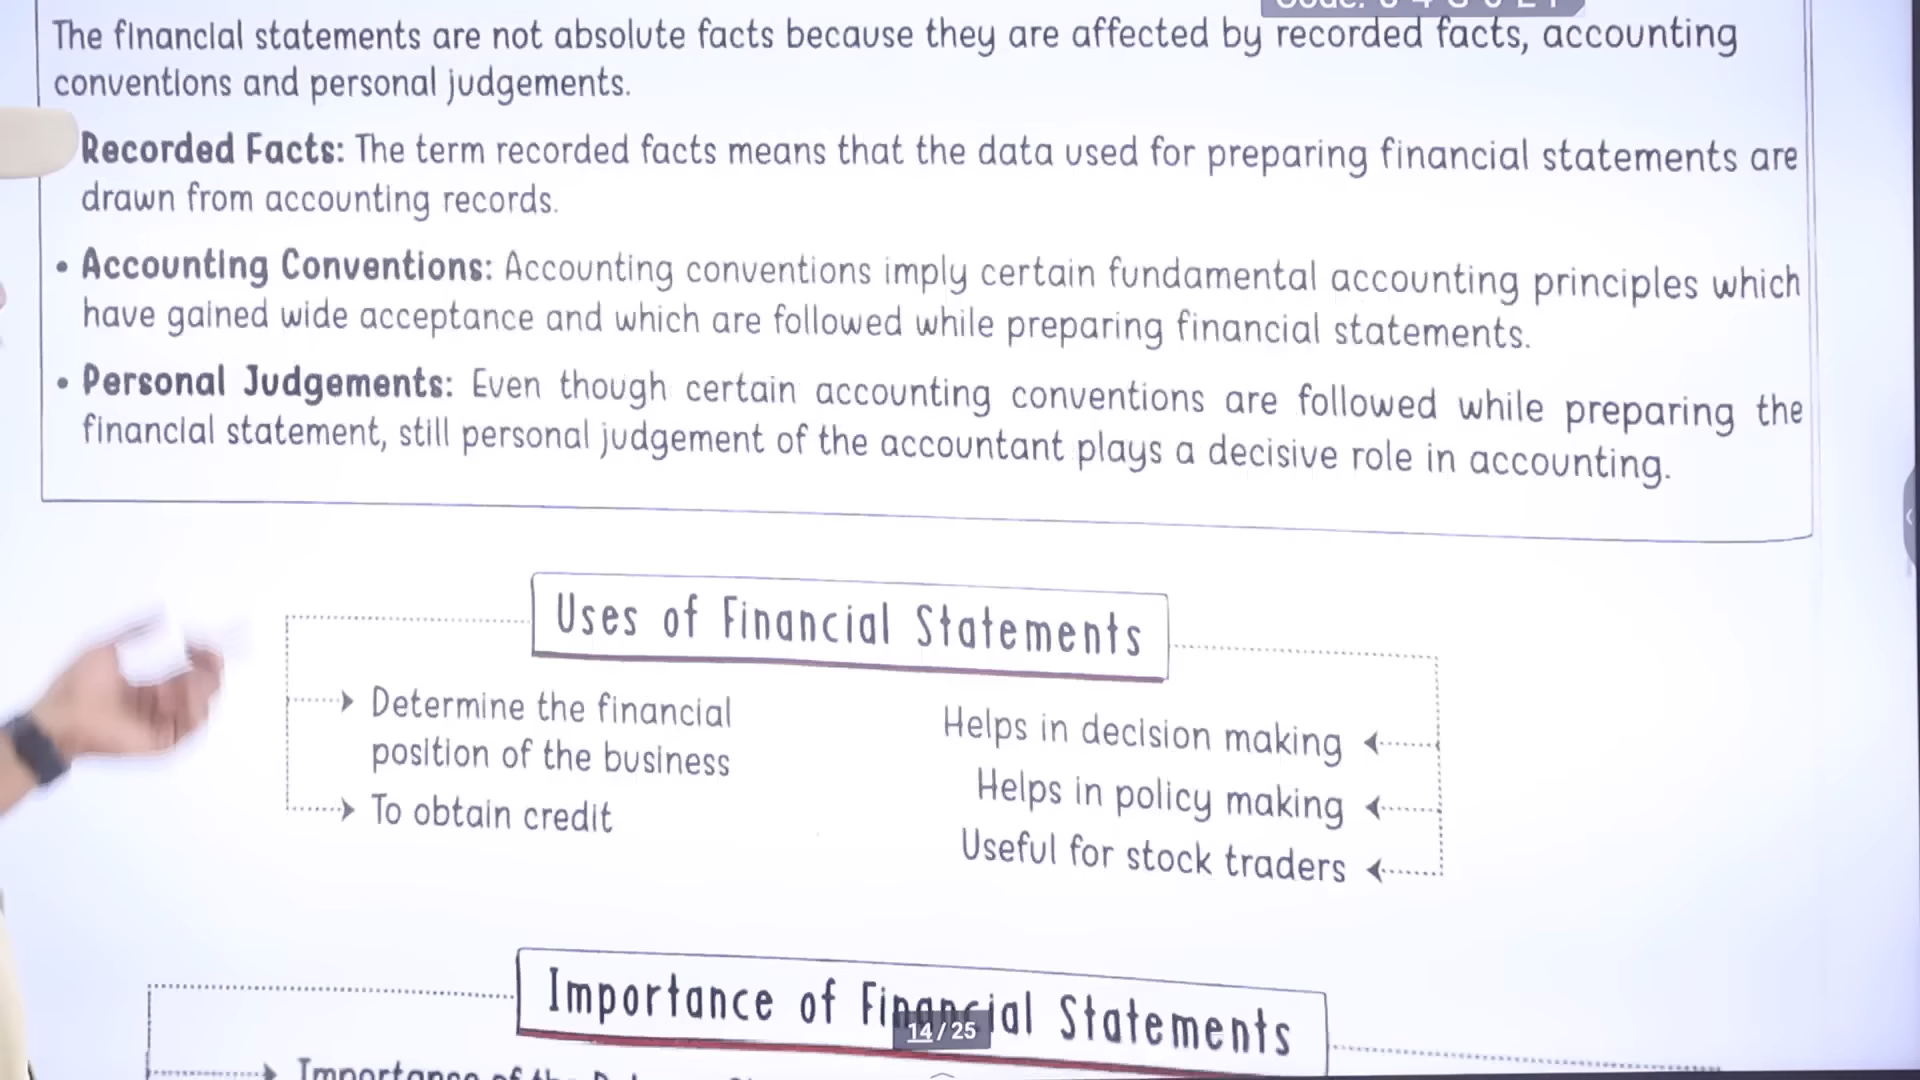 The financial statements are not absolute facts because they are affected by recorded facts, accounting
conventions and personal judgements.
Recorded Facts: The term recorded facts means that the data used for preparing financial statements are
drawn from accounting records.
• Accounting Conventions: Accounting conventions imply certain fundamental accounting principles which
have gained wide acceptance and which are followed while preparing financial statements.
• Personal Judgements: Even though certain accounting conventions are followed while preparing the
financial statement, still personal judgement of the accountant plays a decisive role in accounting.
Uses of Financial Statements
Determine the financial
position of the business
To obtain credit
Helps in decision making
Helps in policy making
Useful for stock traders
Importance of Financial Statements
14 / 25
Importance of the